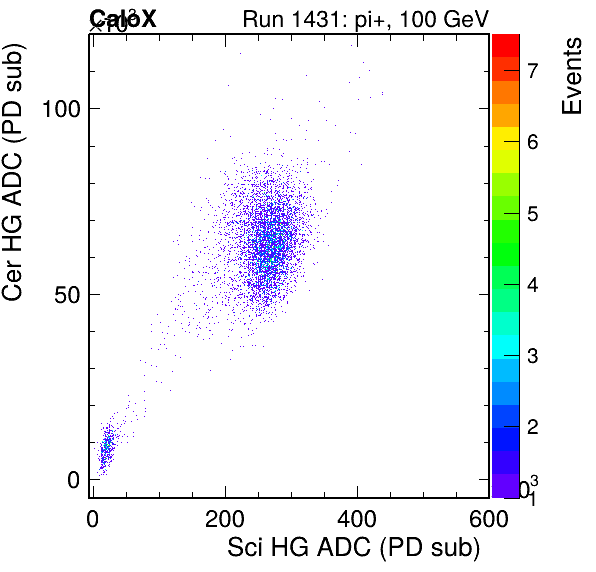 CaloX Run 1431: pi+, 100 GeV
×10³
Cer HG ADC (PD sub)
100
50
0
0 200 400 600
Sci HG ADC (PD sub)
Events
7
6
5
4
3
2
1